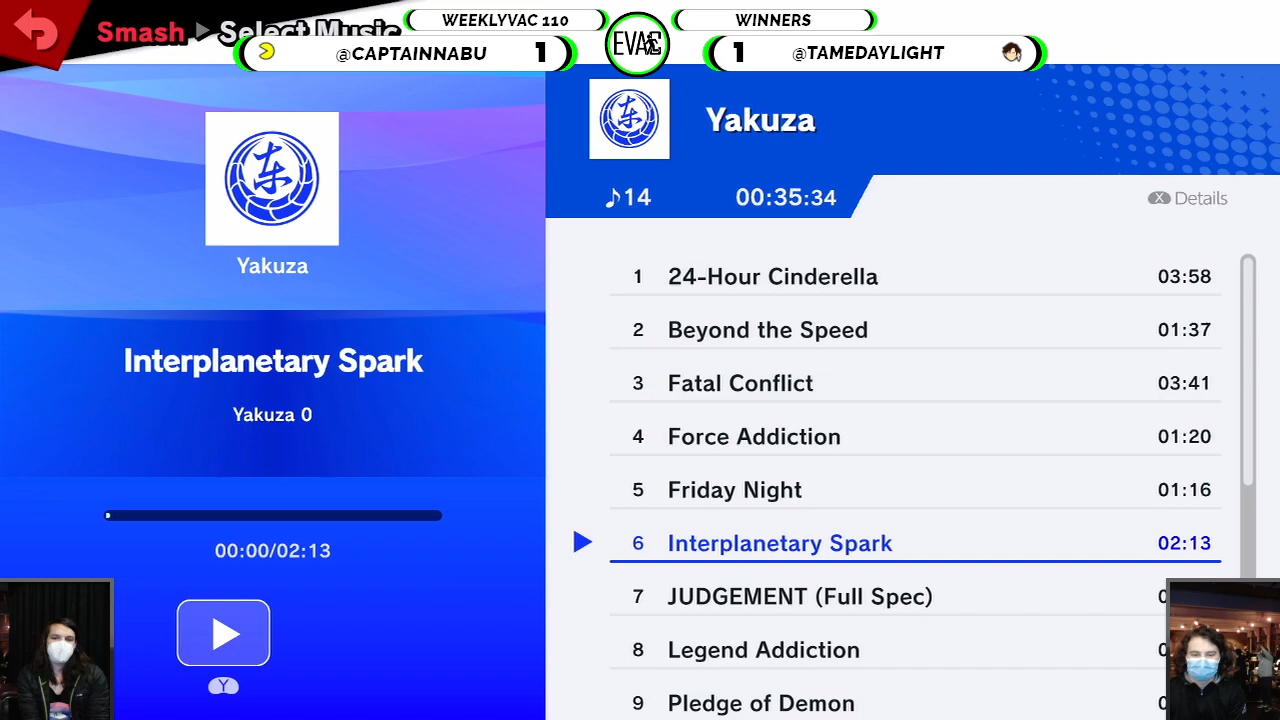 WEEKLYVAC 110
WINNERS
Smash ▶ Select Music
@CAPTAINNABU 1
EVAC
1 @TAMEDAYLIGHT
东
Yakuza
Interplanetary Spark
Yakuza 0
00:00/02:13
Y
东
Yakuza
♪14 00:35:34
X Details
1 24-Hour Cinderella 03:58
2 Beyond the Speed 01:37
3 Fatal Conflict 03:41
4 Force Addiction 01:20
5 Friday Night 01:16
6 Interplanetary Spark 02:13
7 JUDGEMENT (Full Spec)
8 Legend Addiction
9 Pledge of Demon